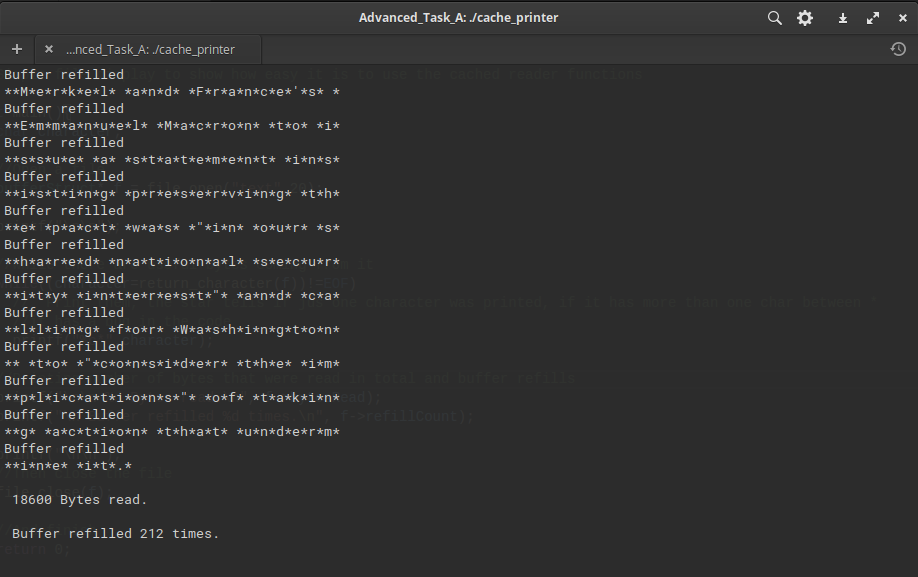 Advanced_Task_A: ./cache_printer
...nced_Task_A: ./cache_printer
Buffer refilled
**M*e*r*k*e*l* *a*n*d* *F*r*a*n*c*e*'*s* *
Buffer refilled
**E*m*m*a*n*u*e*l* *M*a*c*r*o*n* *t*o* *i*
Buffer refilled
**s*s*u*e* *a* *s*t*a*t*e*m*e*n*t* *i*n*s*
Buffer refilled
**i*s*t*i*n*g* *p*r*e*s*e*r*v*i*n*g* *t*h*
Buffer refilled
**e* *p*a*c*t* *w*a*s* *"*i*n* *o*u*r* *s*
Buffer refilled
**h*a*r*e*d* *n*a*t*i*o*n*a*l* *s*e*c*u*r*
Buffer refilled
**i*t*y* *i*n*t*e*r*e*s*t*"* *a*n*d* *c*a*
Buffer refilled
**l*l*i*n*g* *f*o*r* *W*a*s*h*i*n*g*t*o*n*
Buffer refilled
** *t*o* *"*c*o*n*s*i*d*e*r* *t*h*e* *i*m*
Buffer refilled
**p*l*i*c*a*t*i*o*n*s*"* *o*f* *t*a*k*i*n*
Buffer refilled
**g* *a*c*t*i*o*n* *t*h*a*t* *u*n*d*e*r*m*
Buffer refilled
**i*n*e* *i*t*.*
18600 Bytes read.
Buffer refilled 212 times.